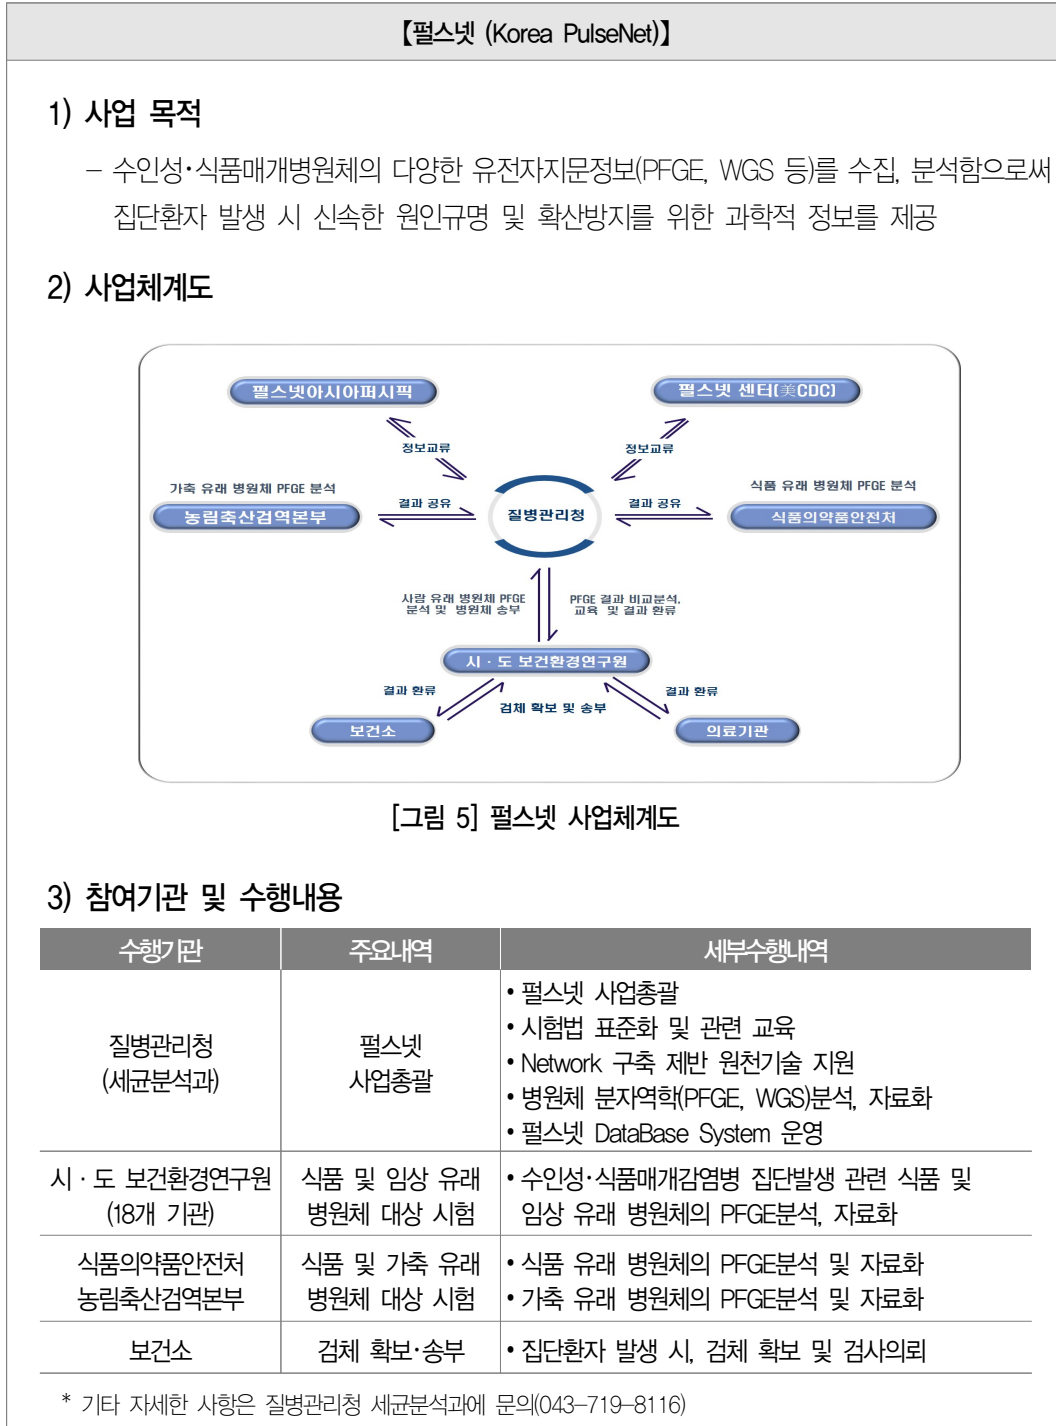 【펄스넷 (Korea PulseNet)】
1) 사업 목적
– 수인성·식품매개병원체의 다양한 유전자지문정보(PFGE, WGS 등)를 수집, 분석함으로써
집단환자 발생 시 신속한 원인규명 및 확산방지를 위한 과학적 정보를 제공
2) 사업체계도
펄스넷아시아퍼시픽
펄스넷 센터(美CDC)
정보교류
정보교류
가축 유래 병원체 PFGE 분석
식품 유래 병원체 PFGE 분석
농림축산검역본부
결과 공유
질병관리청
결과 공유
식품의약품안전처
사람 유래 병원체 PFGE
분석 및 병원체 송부
PFGE 결과 비교분석,
교육 및 결과 환류
시 · 도 보건환경연구원
결과 환류
결과 환류
검체 확보 및 송부
보건소
의료기관
[그림 5] 펄스넷 사업체계도
3) 참여기관 및 수행내용
수행기관 주요내역 세부수행내역
질병관리청
(세균분석과)
펄스넷
사업총괄
• 펄스넷 사업총괄
• 시험법 표준화 및 관련 교육
• Network 구축 제반 원천기술 지원
• 병원체 분자역학(PFGE, WGS)분석, 자료화
• 펄스넷 DataBase System 운영
시 · 도 보건환경연구원
(18개 기관)
식품 및 임상 유래
병원체 대상 시험
• 수인성·식품매개감염병 집단발생 관련 식품 및
임상 유래 병원체의 PFGE분석, 자료화
식품의약품안전처
농림축산검역본부
식품 및 가축 유래
병원체 대상 시험
• 식품 유래 병원체의 PFGE분석 및 자료화
• 가축 유래 병원체의 PFGE분석 및 자료화
보건소
검체 확보·송부
• 집단환자 발생 시, 검체 확보 및 검사의뢰
* 기타 자세한 사항은 질병관리청 세균분석과에 문의(043–719–8116)